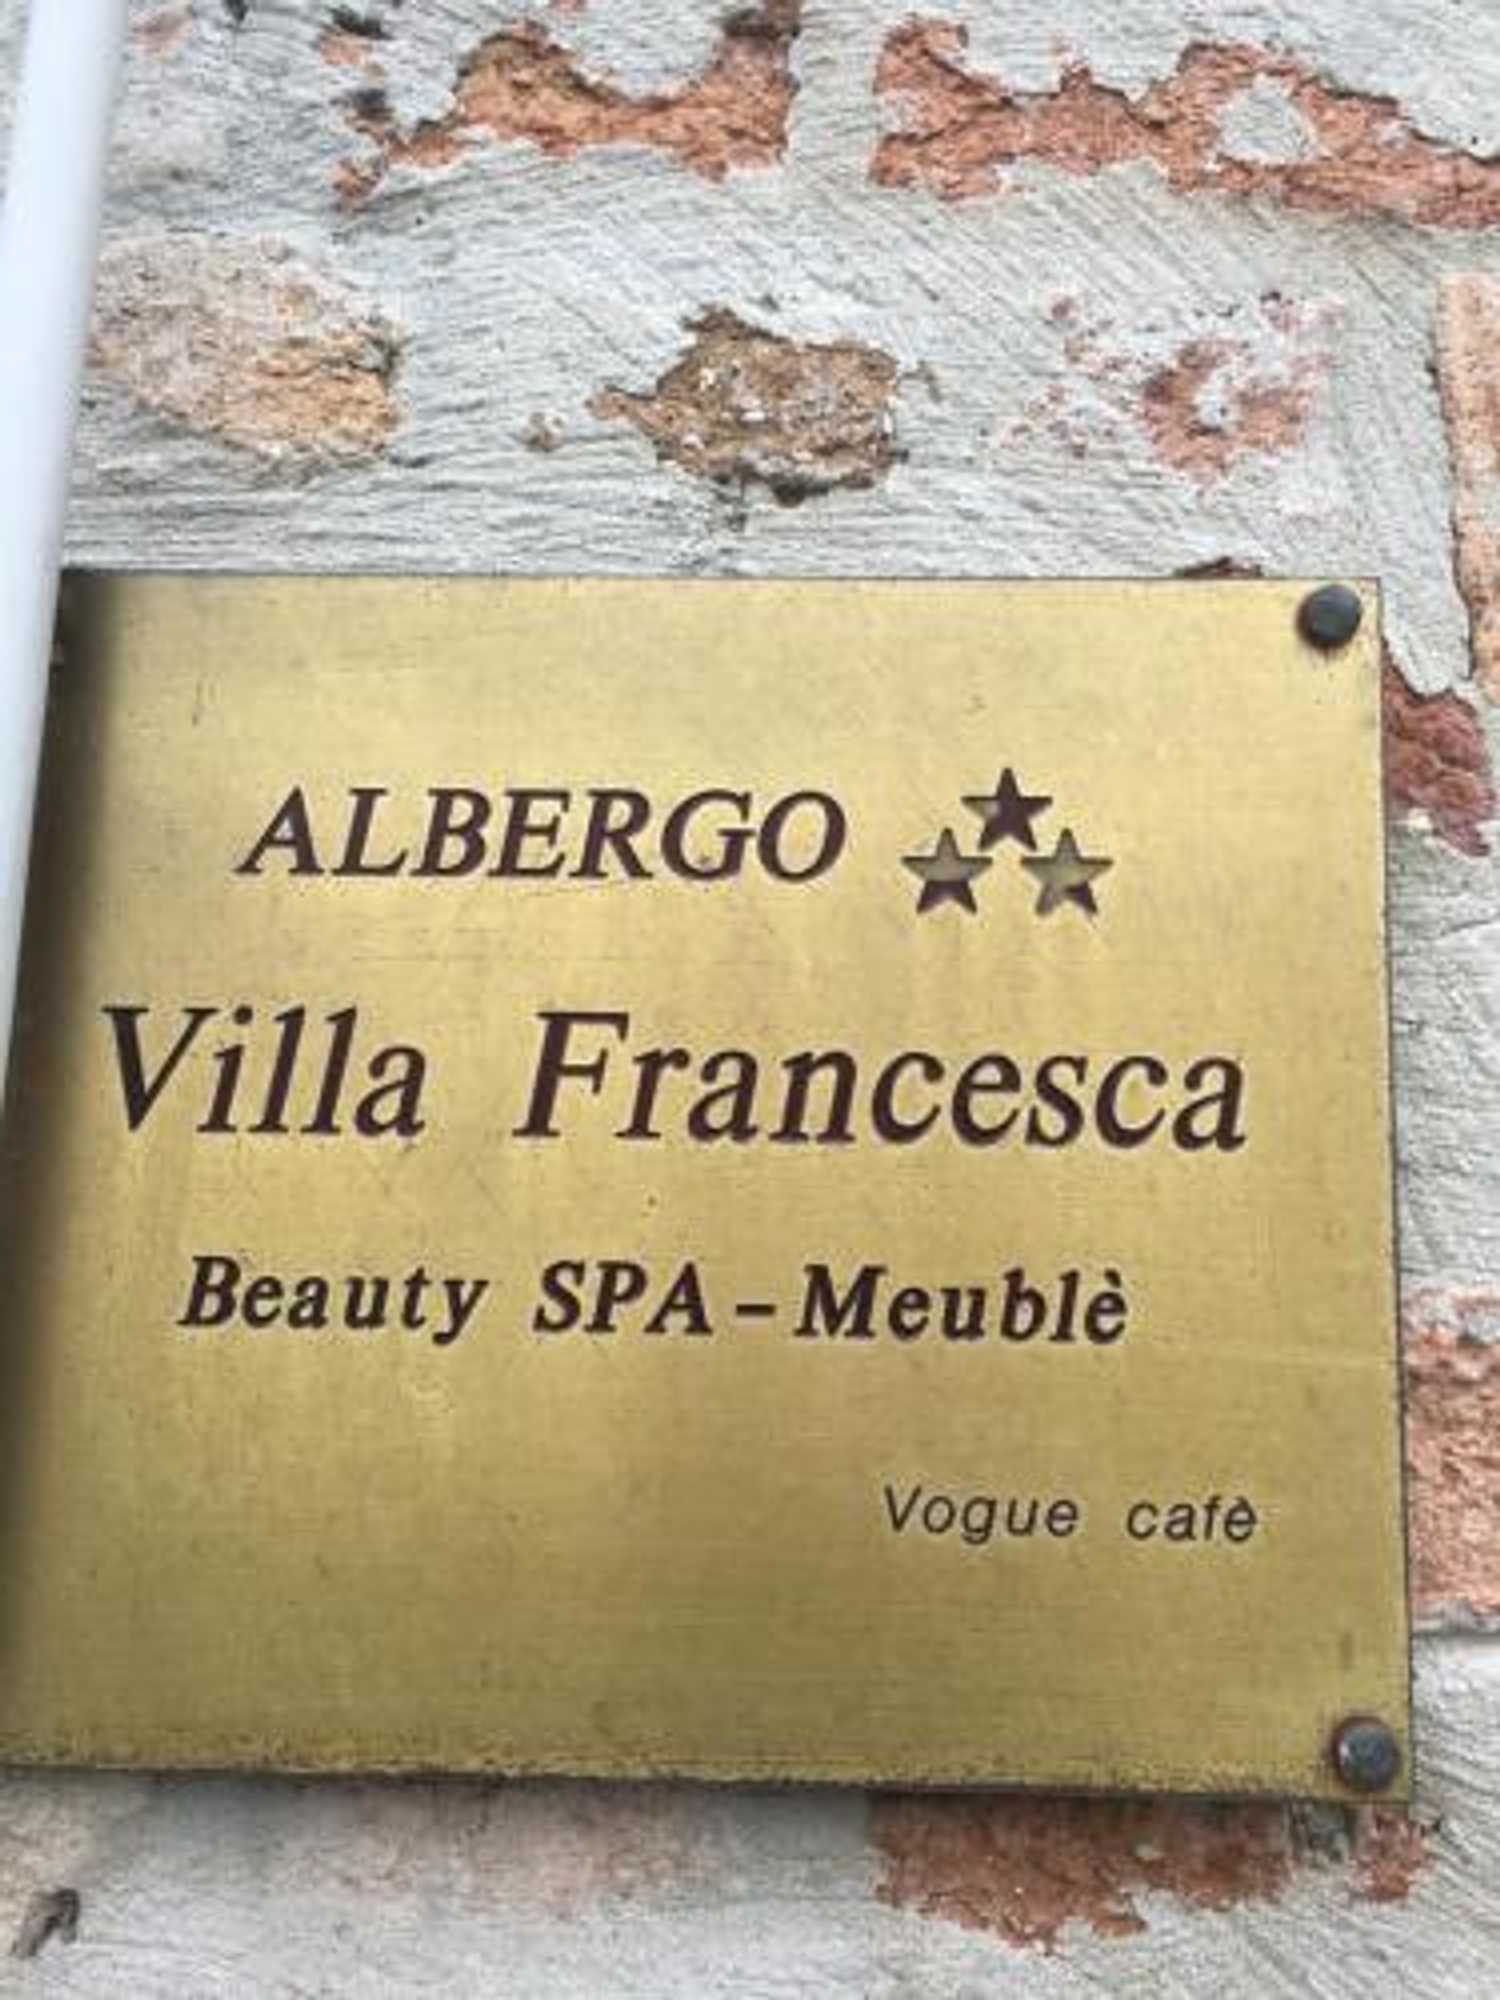 ALBERGO
Villa Francesca
Beauty SPA - Meublè
Vogue cafè